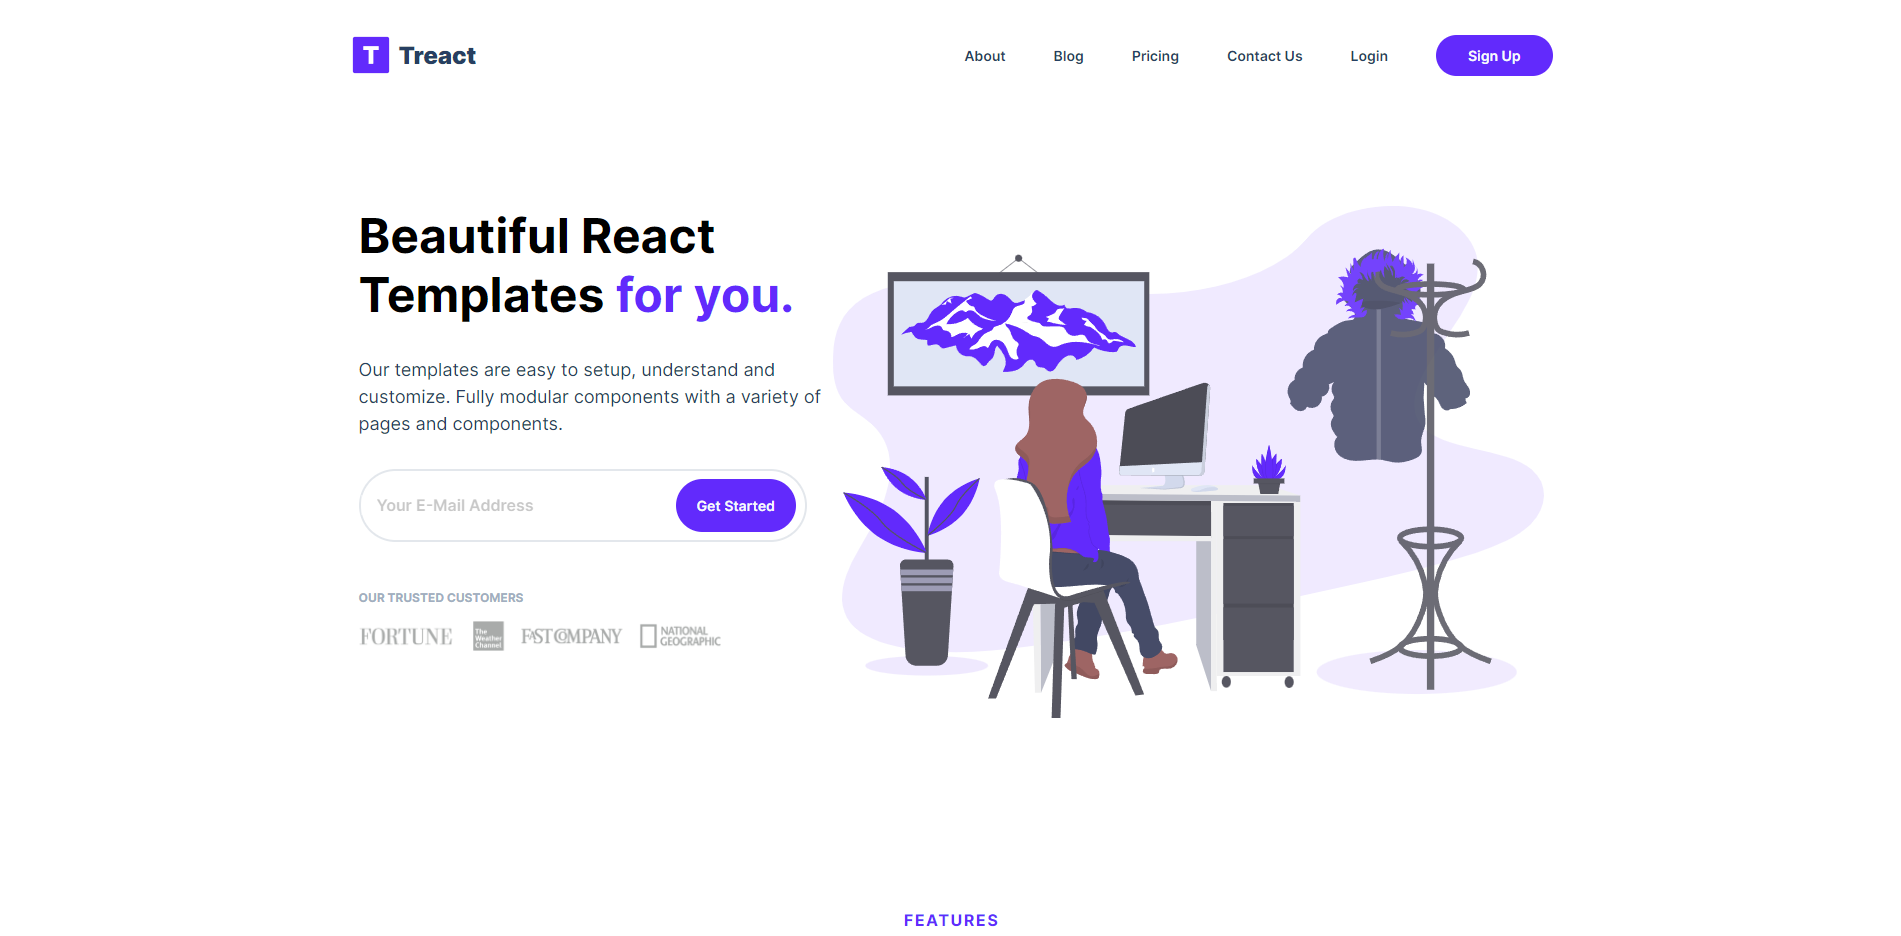 T Treact
About Blog Pricing Contact Us Login Sign Up
Beautiful React
Templates for you.
Our templates are easy to setup, understand and
customize. Fully modular components with a variety of
pages and components.
Your E-Mail Address Get Started
OUR TRUSTED CUSTOMERS
FORTUNE The Weather Channel FAST COMPANY NATIONAL GEOGRAPHIC
FEATURES